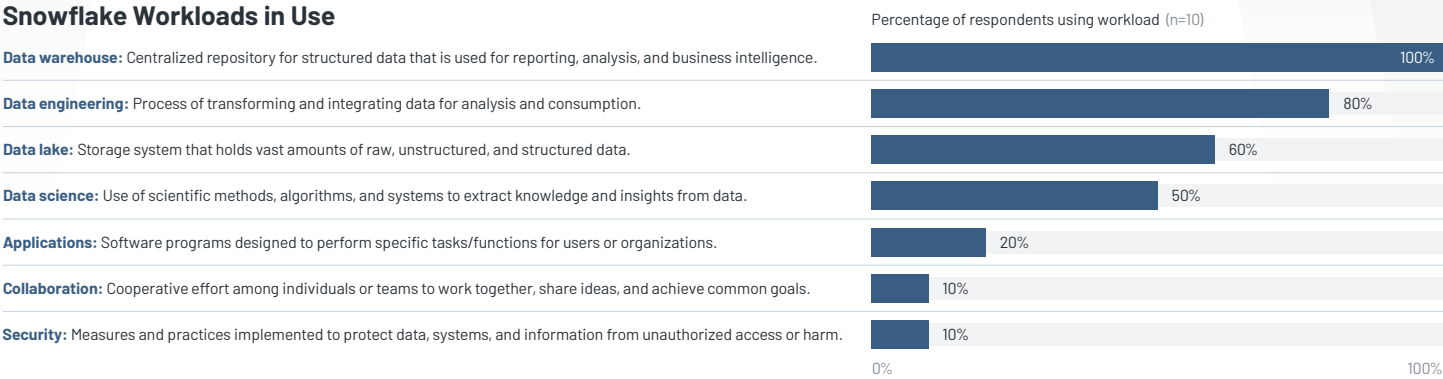 Snowflake Workloads in Use
Percentage of respondents using workload (n=10)
Data warehouse: Centralized repository for structured data that is used for reporting, analysis, and business intelligence.
100%
Data engineering: Process of transforming and integrating data for analysis and consumption.
80%
Data lake: Storage system that holds vast amounts of raw, unstructured, and structured data.
60%
Data science: Use of scientific methods, algorithms, and systems to extract knowledge and insights from data.
50%
Applications: Software programs designed to perform specific tasks/functions for users or organizations.
20%
Collaboration: Cooperative effort among individuals or teams to work together, share ideas, and achieve common goals.
10%
Security: Measures and practices implemented to protect data, systems, and information from unauthorized access or harm.
10%
0%
100%